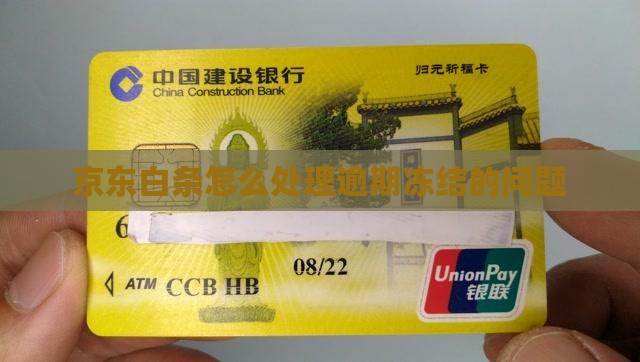 中国建设银行
China Construction Bank
归元祈福卡
京东白条怎么处理逾期冻结的问题
6
08/22
ATM CCB HB
UnionPay
银联